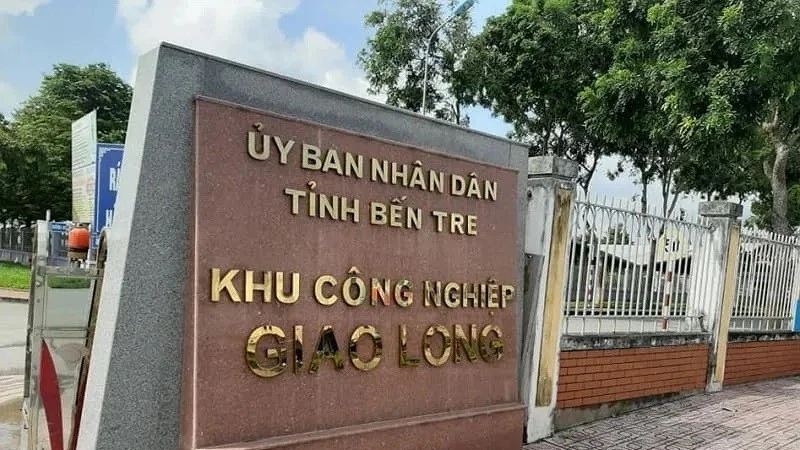 ỦY BAN NHÂN DÂN
TỈNH BẾN TRE
KHU CÔNG NGHIỆP
GIAO LONG